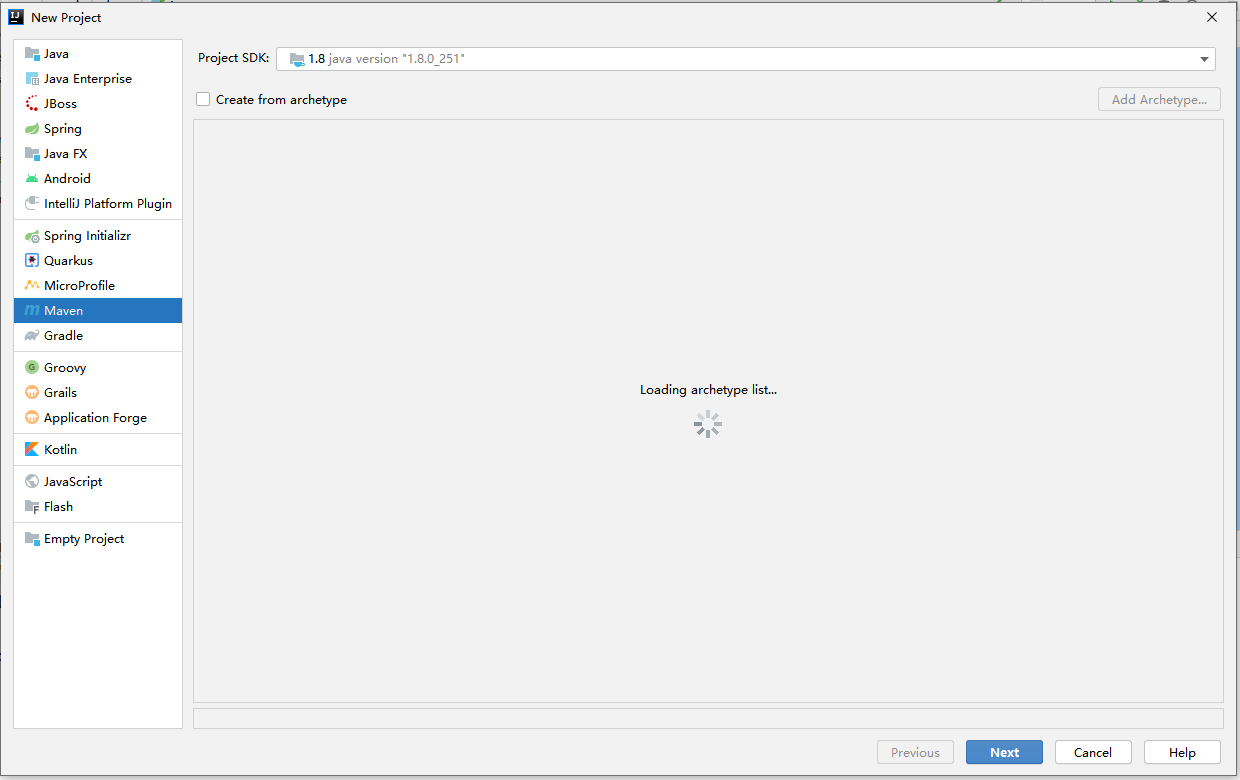 New Project
Java
Java Enterprise
JBoss
Spring
Java FX
Android
IntelliJ Platform Plugin
Spring Initializr
Quarkus
MicroProfile
Maven
Gradle
Groovy
Grails
Application Forge
Kotlin
JavaScript
Flash
Empty Project
Project SDK: 1.8 java version "1.8.0_251"
Create from archetype Add Archetype...
Loading archetype list...
Previous Next Cancel Help